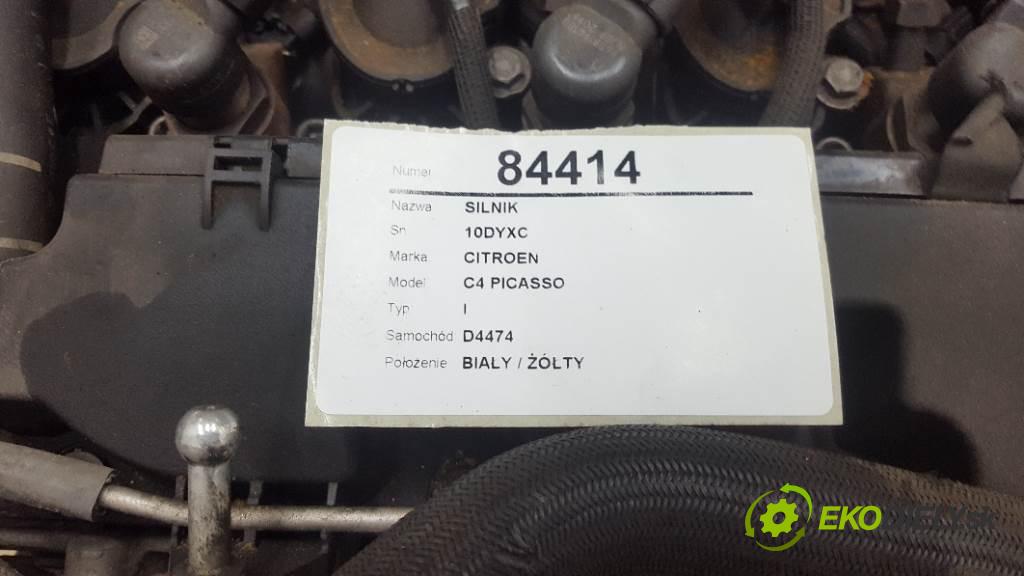 Numer 84414
Nazwa SILNIK
Sn 10DYXC
Marka CITROEN
Model C4 PICASSO
Typ I
Samochód D4474
Położenie BIAŁY / ŻÓŁTY
EKO